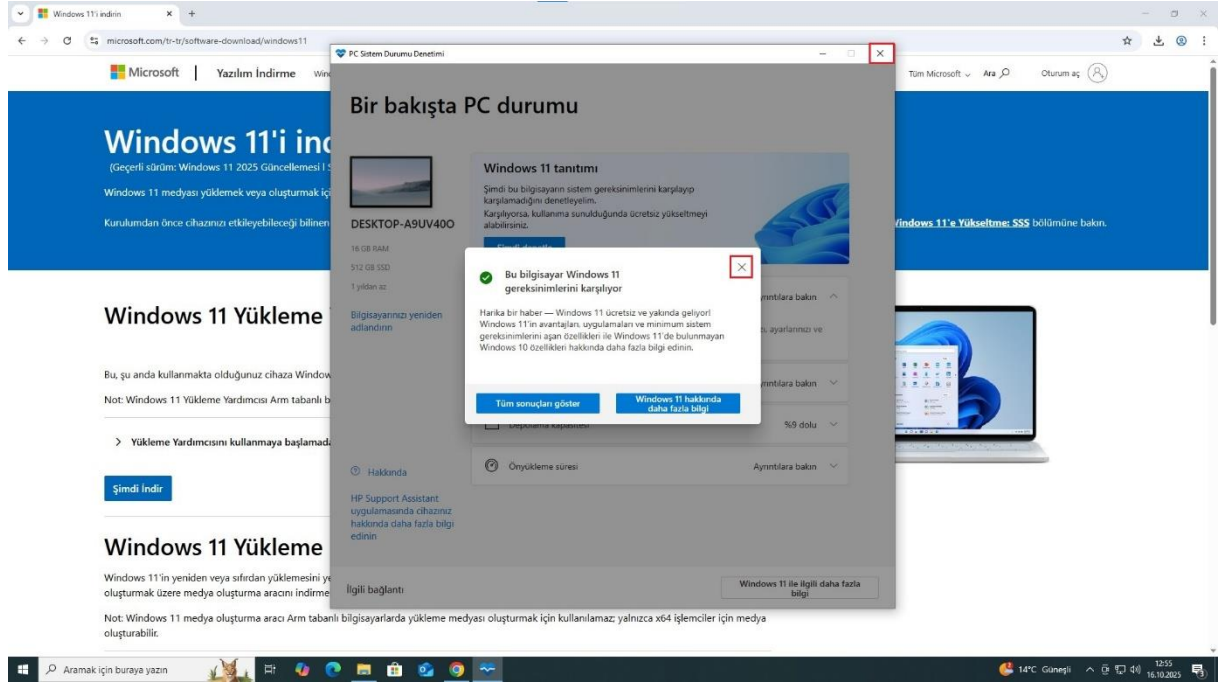 Windows 11'i indirin
microsoft.com/tr-tr/software-download/windows11
PC Sistem Durumu Denetimi
Microsoft
Yazılım İndirme
Tüm Microsoft
Ara
Oturum aç
Bir bakışta PC durumu
Windows 11'i
(Geçerli sürüm: Windows 11 2025 Güncellemesi l
Windows 11 medyası yüklemek veya oluşturmak
Kurulumdan önce cihazınızı etkileyebileceği bilinen
Windows 11'e Yükseltme: SSS bölümüne bakın.
DESKTOP-A9UV40O
16 GB RAM
512 GB SSD
1 yıldan az
Bilgisayarınızı yeniden
adlandırın
Windows 11 tanıtımı
Şimdi bu bilgisayarın sistem gereksinimlerini karşılayıp
karşılamadığını denetleyelim.
Karşılıyorsa, kullanıma sunulduğunda ücretsiz yükseltmeyi
alabilirsiniz.
Şimdi denetle
Bu bilgisayar Windows 11
gereksinimlerini karşılıyor
Harika bir haber — Windows 11 ücretsiz ve yakında geliyor!
Windows 11'in avantajları, uygulamaları ve minimum sistem
gereksinimlerini aşan özellikleri ile Windows 11'de bulunmayan
Windows 10 özellikleri hakkında daha fazla bilgi edinin.
Tüm sonuçları göster
Windows 11 hakkında
daha fazla bilgi
Ayrıntılara bakın
ayarlarınızı ve
Ayrıntılara bakın
Depolama kapasitesi
%9 dolu
Önyükleme süresi
Ayrıntılara bakın
Hakkında
HP Support Assistant
uygulamasında cihazınız
hakkında daha fazla bilgi
edinin
İlgili bağlantı
Windows 11 ile ilgili daha fazla
bilgi
Windows 11 Yükleme
Bu, şu anda kullanmakta olduğunuz cihaza
Not: Windows 11 Yükleme Yardımcısı Arm tabanlı
Yükleme Yardımcısını kullanmaya
Şimdi İndir
Windows 11 Yükleme
Windows 11'in yeniden veya sıfırdan yüklemesini
oluşturmak üzere medya oluşturma aracını
Not: Windows 11 medya oluşturma aracı Arm tabanlı bilgisayarlarda yükleme medyası oluşturmak için kullanılamaz; yalnızca x64 işlemciler için medya
oluşturabilir.
Aramak için buraya yazın
14°C Güneşli
12:55
16.10.2025